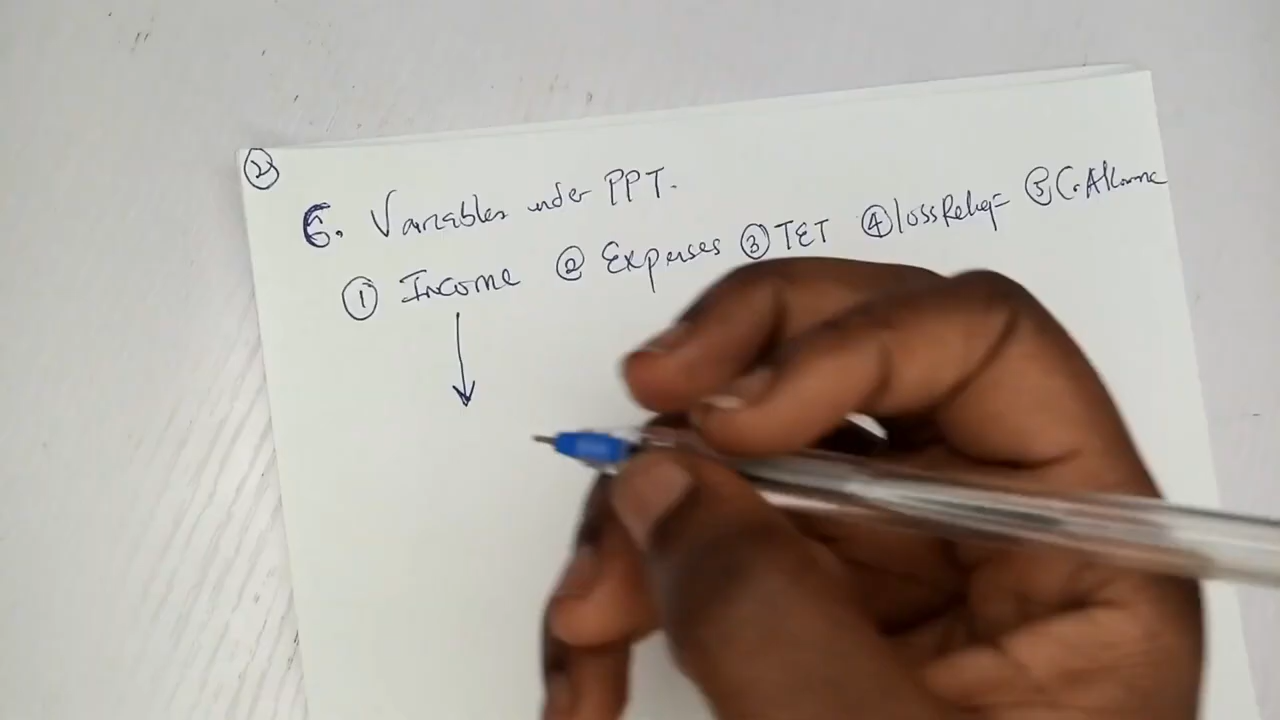 ②
6. Variables under PPT.
① Income ② Expenses ③ TET ④ loss Relief ⑤ C. Allowance